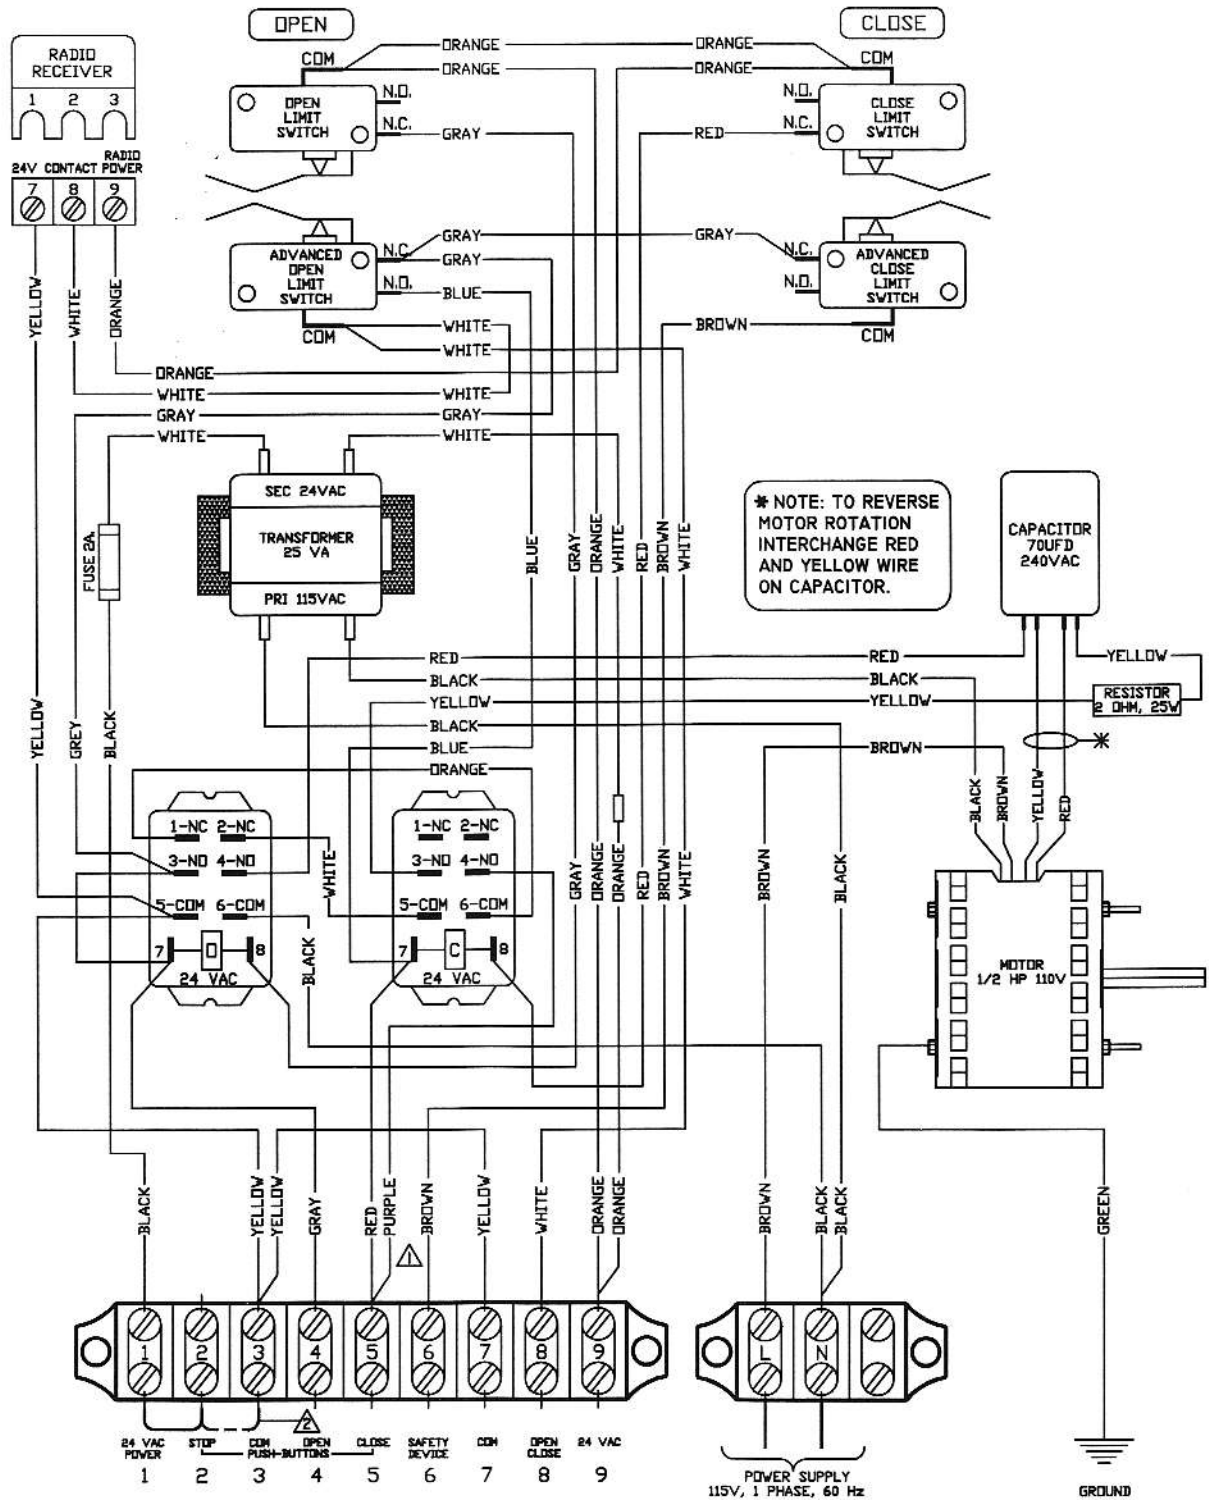 OPEN
CLOSE
RADIO
RECEIVER
1 2 3
RADIO
24V CONTACT POWER
7 8 9
COM
ORANGE
ORANGE
COM
ORANGE
ORANGE
OPEN
LIMIT
SWITCH
N.O.
N.C.
GRAY
RED
N.O.
N.C.
CLOSE
LIMIT
SWITCH
ADVANCED
OPEN
LIMIT
SWITCH
N.C.
N.O.
GRAY
GRAY
BLUE
GRAY
N.C.
N.O.
ADVANCED
CLOSE
LIMIT
SWITCH
COM
WHITE
WHITE
BROWN
COM
YELLOW
WHITE
ORANGE
ORANGE
WHITE
WHITE
GRAY
GRAY
WHITE
WHITE
SEC 24VAC
TRANSFORMER
25 VA
PRI 115VAC
FUSE 2A
BLUE
GRAY
ORANGE
WHITE
RED
BROWN
WHITE
* NOTE: TO REVERSE
MOTOR ROTATION
INTERCHANGE RED
AND YELLOW WIRE
ON CAPACITOR.
CAPACITOR
70UFD
240VAC
RED
RED
YELLOW
BLACK
BLACK
YELLOW
YELLOW
RESISTOR
2 OHM, 25W
BLACK
BLUE
BROWN
*
ORANGE
YELLOW
GREY
BLACK
BLACK
BROWN
YELLOW
RED
1-NC 2-NC
3-NO 4-NO
5-COM 6-COM
7 O 8
24 VAC
WHITE
BLACK
1-NC 2-NC
3-NO 4-NO
5-COM 6-COM
7 C 8
24 VAC
GRAY
ORANGE
ORANGE
RED
BROWN
WHITE
BROWN
BLACK
MOTOR
1/2 HP 110V
BLACK
YELLOW
YELLOW
GRAY
RED
PURPLE
BROWN
YELLOW
WHITE
ORANGE
ORANGE
BROWN
BLACK
BLACK
GREEN
1
1 2 3 4 5 6 7 8 9
L N
2
24 VAC
POWER
STOP
COM
OPEN
CLOSE
PUSH-BUTTONS
SAFETY
DEVICE
COM
OPEN
CLOSE
24 VAC
1 2 3 4 5 6 7 8 9
POWER SUPPLY
115V, 1 PHASE, 60 Hz
GROUND